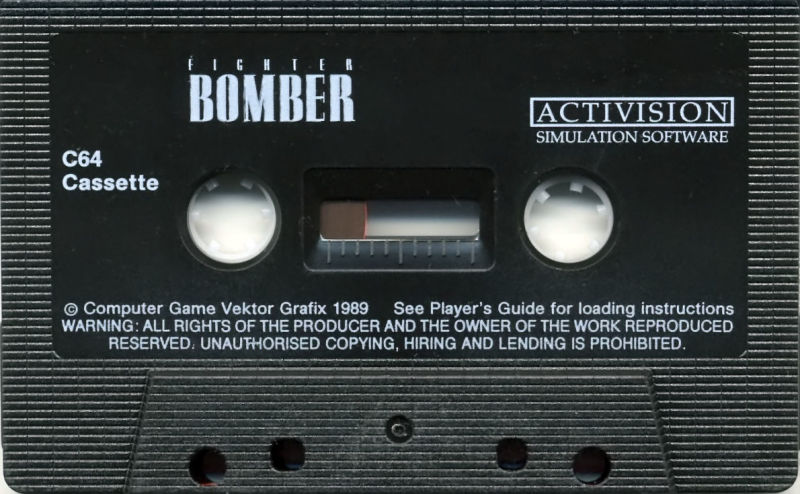 FIGHTER
BOMBER
ACTIVISION
SIMULATION SOFTWARE
C64
Cassette
© Computer Game Vektor Grafix 1989 See Player's Guide for loading instructions
WARNING: ALL RIGHTS OF THE PRODUCER AND THE OWNER OF THE WORK REPRODUCED
RESERVED. UNAUTHORISED COPYING, HIRING AND LENDING IS PROHIBITED.